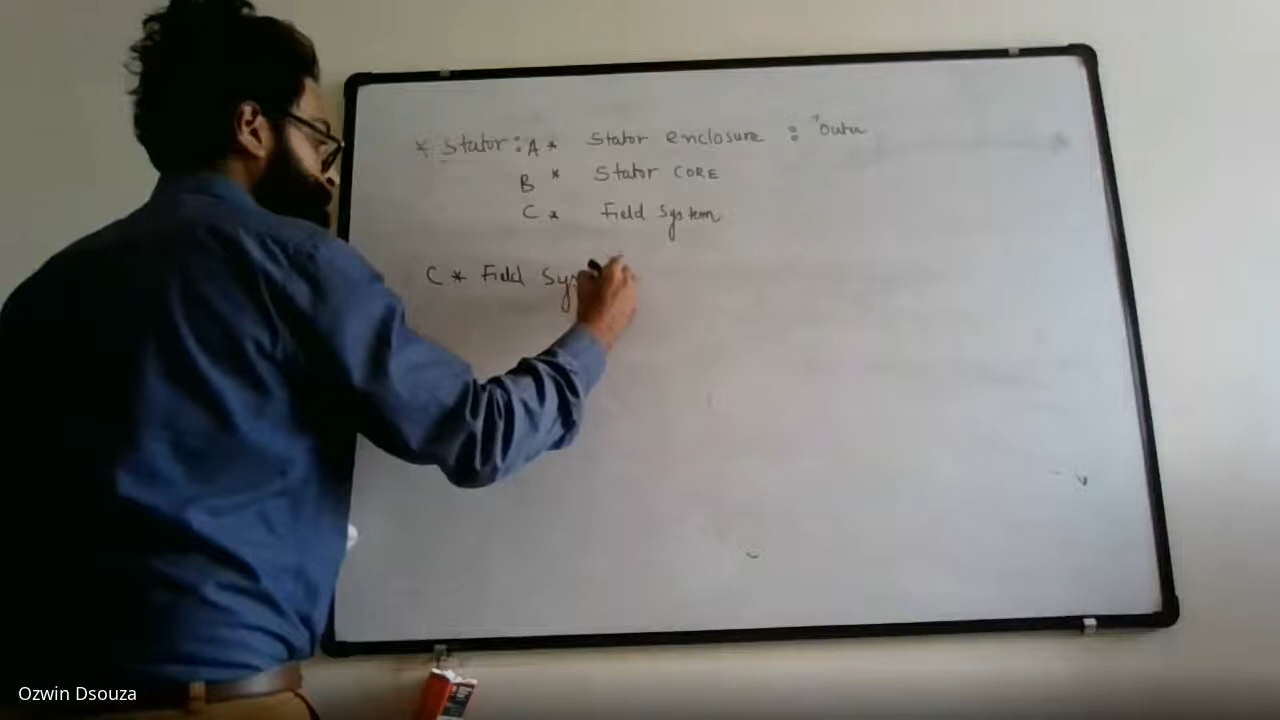 * Stator: A * Stator enclosure : "Outer
B * Stator CORE
C * Field System
C * Field Sys
Ozwin Dsouza